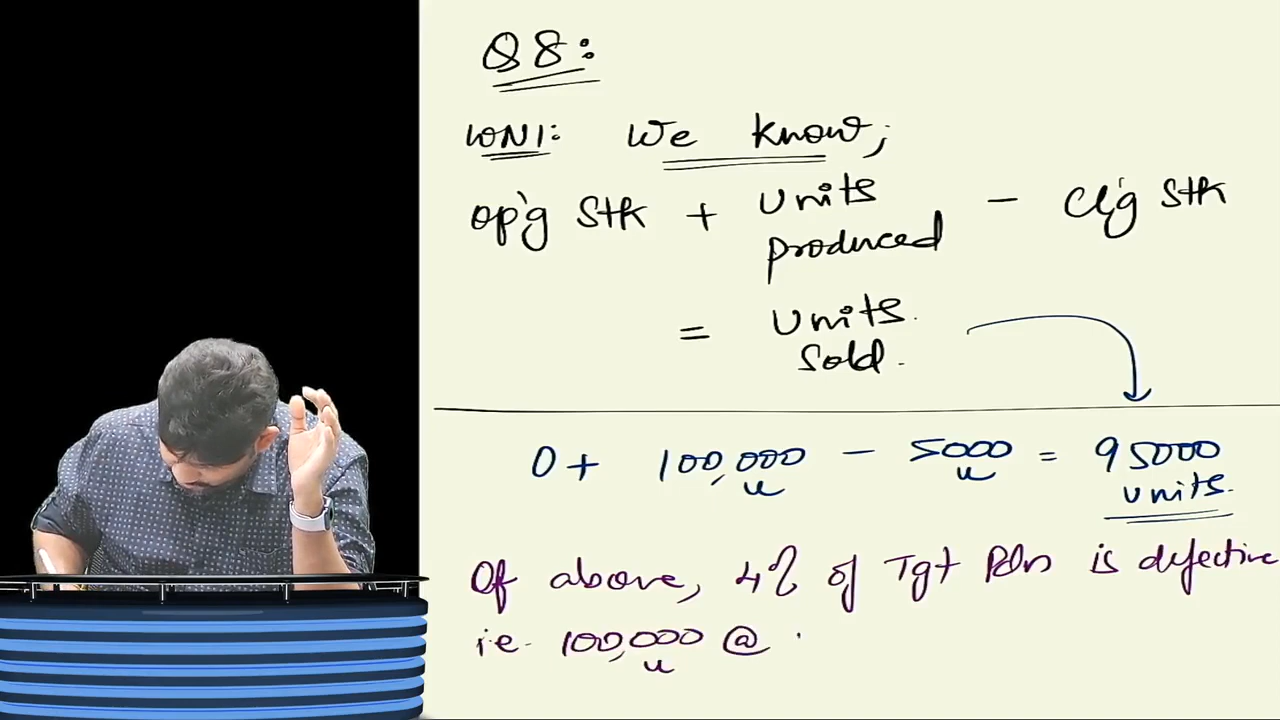 Q8:
WN1: We know;
op'g Stk + Units produced - Cl'g Stk
= Units sold.
0 + 100,000 u - 5000 u = 95000 units.
Of above, 4% of Tgt Pdn is defective
i.e. 100,000 u @